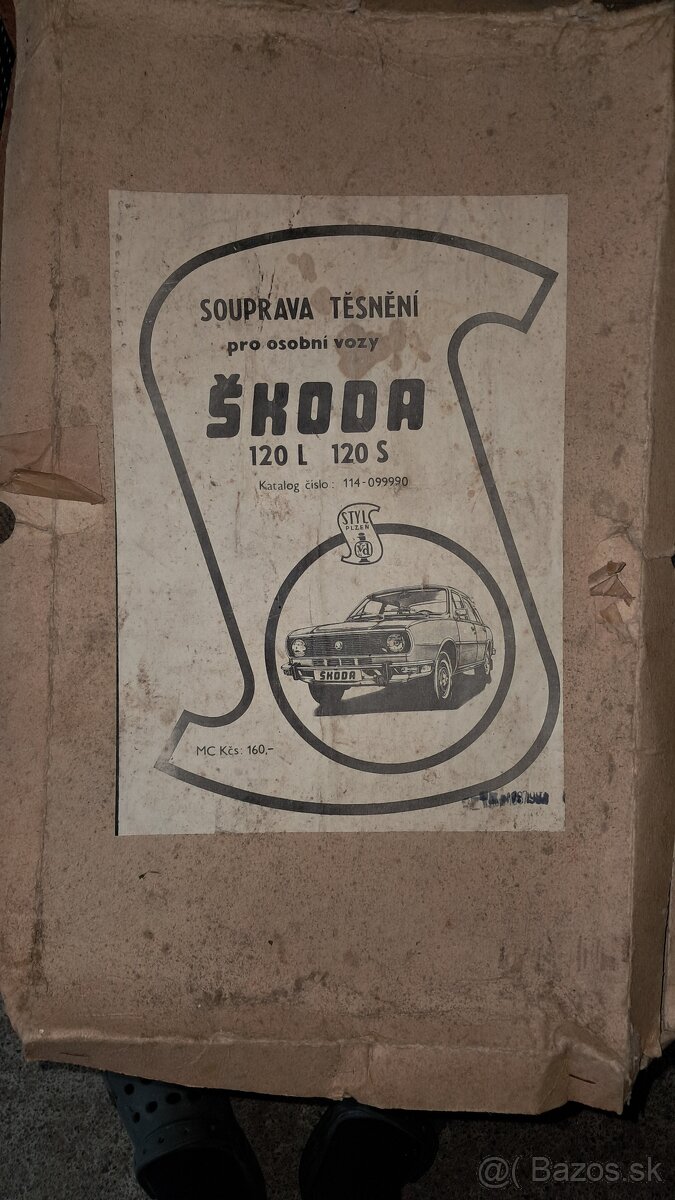 SOUPRAVA TĚSNĚNÍ
pro osobní vozy
ŠKODA
120 L 120 S
Katalog číslo: 114-099990
STYL
PLZEŇ
ŠKODA
MC Kčs: 160,-
@( Bazos.sk